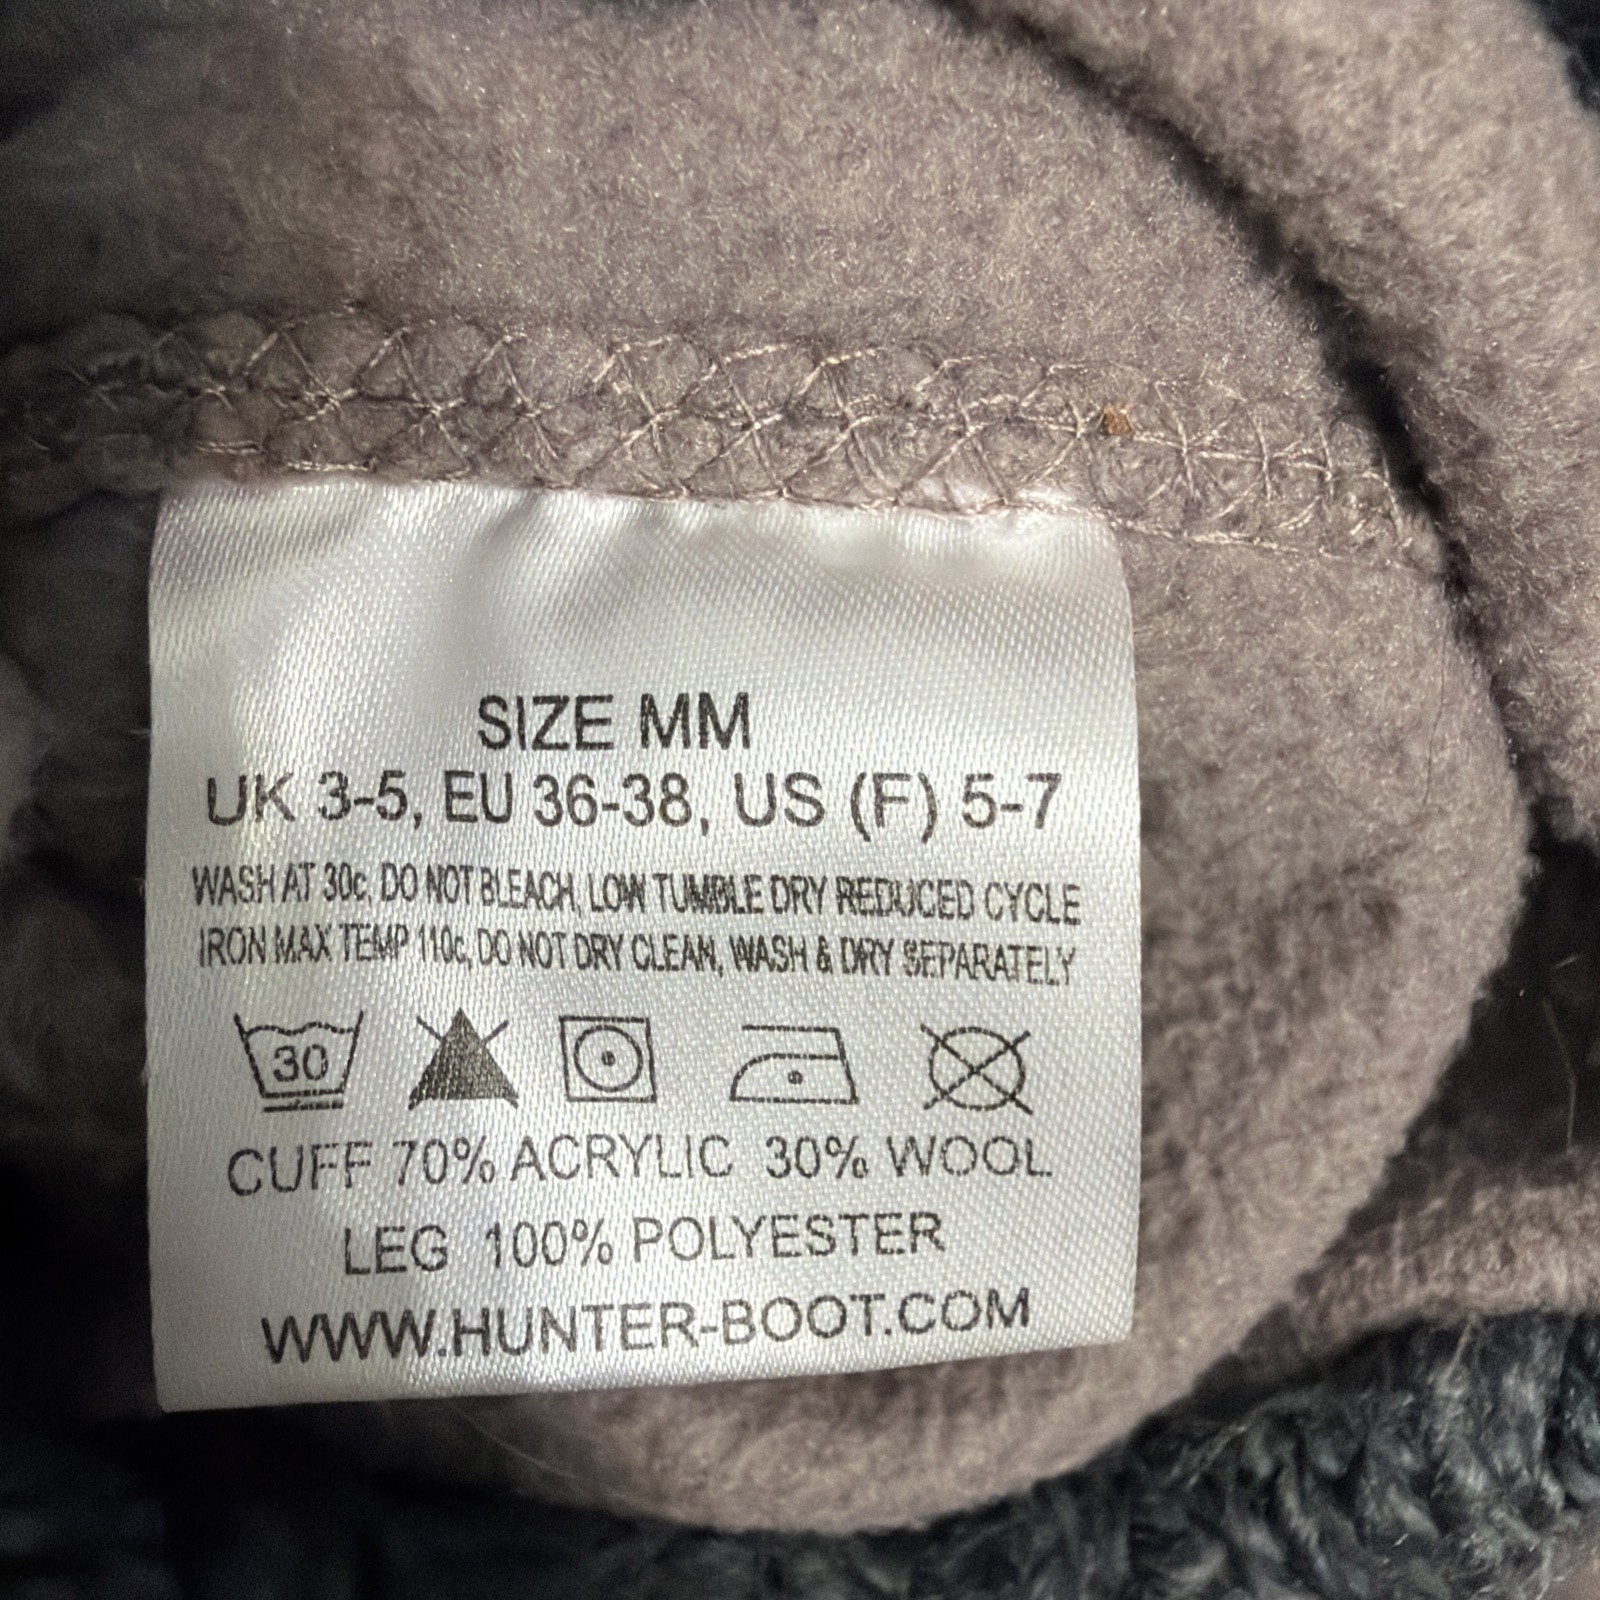 SIZE MM
UK 3-5, EU 36-38, US (F) 5-7
WASH AT 30c, DO NOT BLEACH, LOW TUMBLE DRY REDUCED CYCLE
IRON MAX TEMP 110c, DO NOT DRY CLEAN, WASH & DRY SEPARATELY
30
CUFF 70% ACRYLIC 30% WOOL
LEG 100% POLYESTER
WWW.HUNTER-BOOT.COM